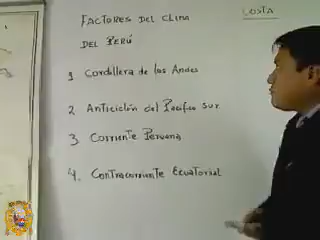 FACTORES DEL CLIMA
DEL PERÚ
COSTA
1 Cordillera de los Andes
2 Anticiclón del Pacífico Sur
3 Corriente Peruana
4. Contracorriente Ecuatorial